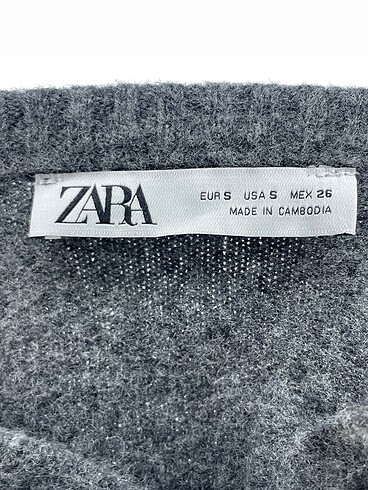 ZARA
EUR S USA S MEX 26
MADE IN CAMBODIA